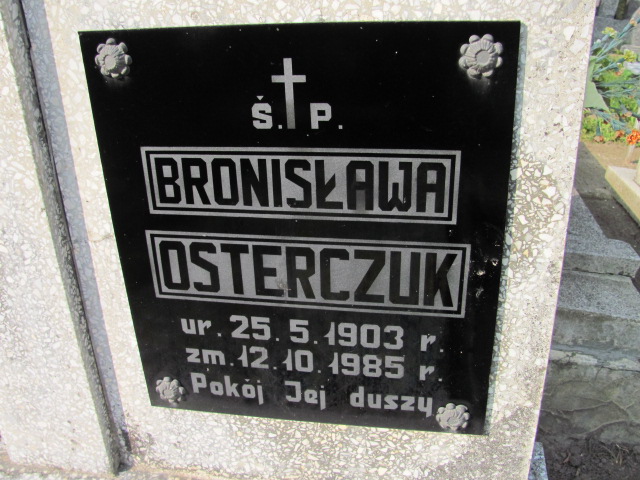 Ś.P.
BRONISŁAWA
OSTERCZUK
ur. 25.5.1903 r.
zm. 12.10.1985 r.
Pokój Jej duszy